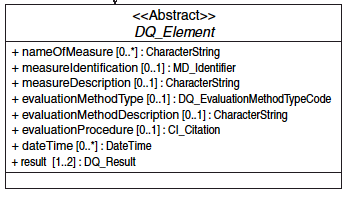 <<Abstract>>
DQ_Element
+ nameOfMeasure [0..*] : CharacterString
+ measureIdentification [0..1] : MD_Identifier
+ measureDescription [0..1] : CharacterString
+ evaluationMethodType [0..1] : DQ_EvaluationMethodTypeCode
+ evaluationMethodDescription [0..1] : CharacterString
+ evaluationProcedure [0..1] : CI_Citation
+ dateTime [0..*] : DateTime
+ result [1..2] : DQ_Result